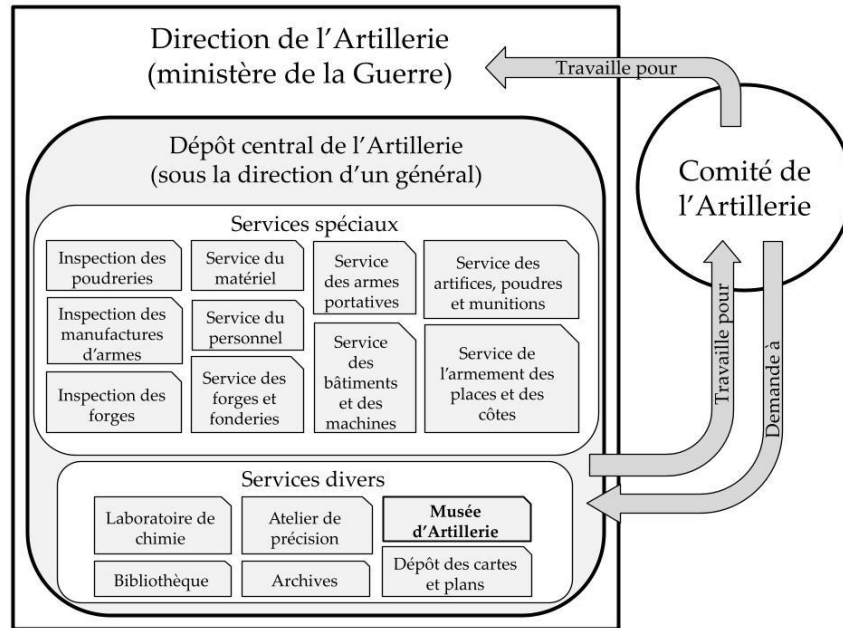 Direction de l’Artillerie
(ministère de la Guerre)
Travaille pour
Comité de
l’Artillerie
Dépôt central de l’Artillerie
(sous la direction d’un général)
Services spéciaux
Inspection des
poudreries
Service du
matériel
Service
des armes
portatives
Service des
artifices, poudres
et munitions
Inspection des
manufactures
d’armes
Service du
personnel
Service
des
bâtiments
et des
machines
Service de
l’armement des
places et des
côtes
Inspection des
forges
Service des
forges et
fonderies
Travaille pour
Demande à
Services divers
Laboratoire de
chimie
Atelier de
précision
Musée
d’Artillerie
Bibliothèque
Archives
Dépôt des cartes
et plans